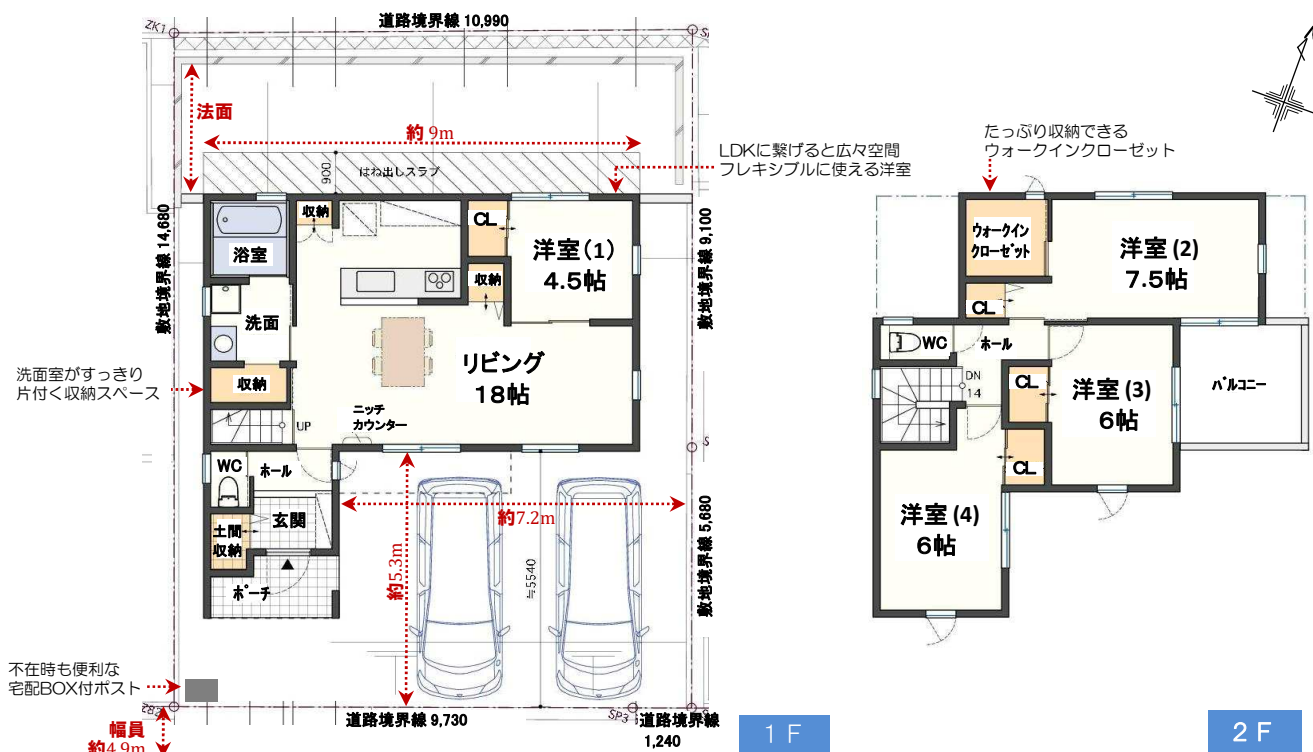 道路境界線 10,990
ZK1
法面
約 9m
900
はね出しスラブ
LDKに繋げると広々空間
フレキシブルに使える洋室
たっぷり収納できる
ウォークインクローゼット
敷地境界線 14,680
敷地境界線 9,100
浴室
収納
CL
洋室(1)
4.5帖
収納
洗面
収納
洗面室がすっきり
片付く収納スペース
リビング
18帖
ニッチ
カウンター
UP
WC
ホール
玄関
土間
収納
ポーチ
約7.2m
約5.3m
≒5540
敷地境界線 5,680
不在時も便利な
宅配BOX付ポスト
幅員
約4.9m
道路境界線 9,730
SP3
道路境界線
1,240
1F
ウォークイン
クローゼット
洋室(2)
7.5帖
CL
WC
ホール
DN
14
CL
洋室(3)
6帖
バルコニー
CL
洋室(4)
6帖
2F